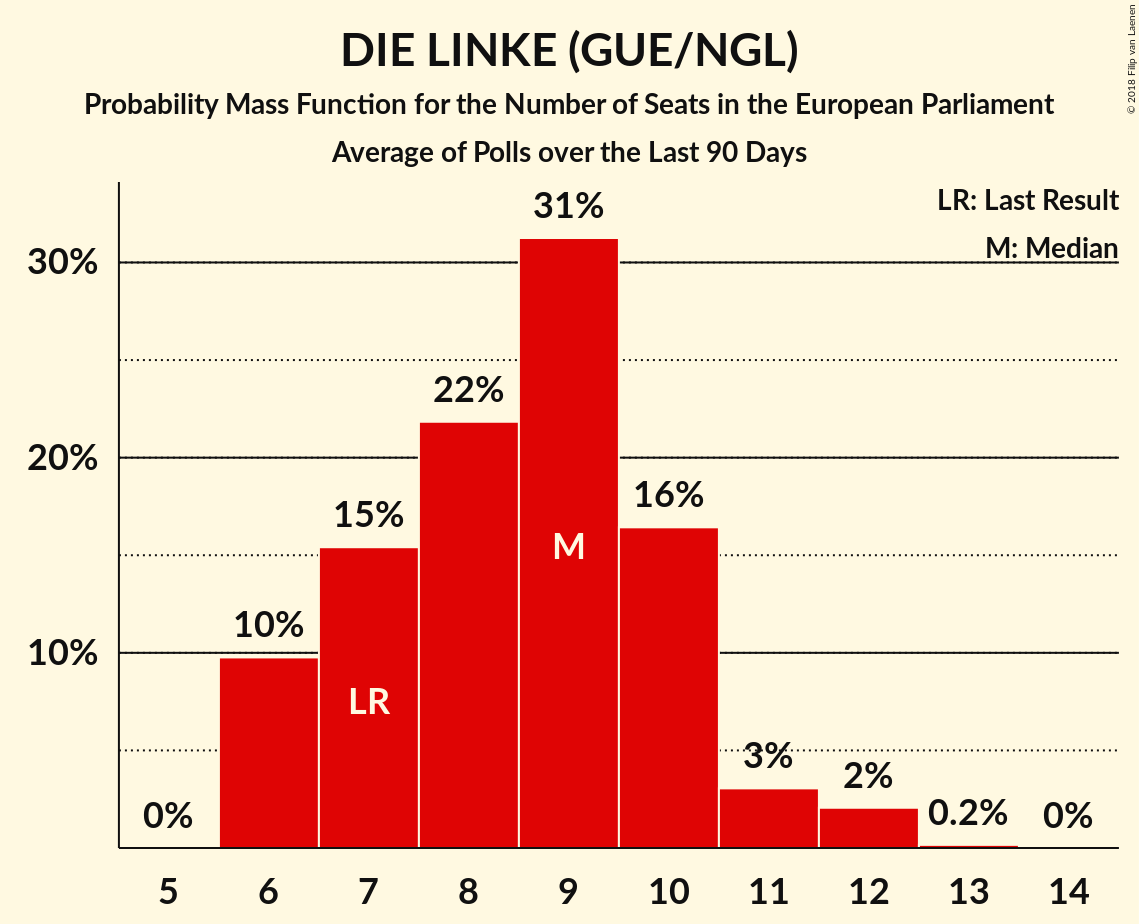 DIE LINKE (GUE/NGL)
Probability Mass Function for the Number of Seats in the European Parliament
Average of Polls over the Last 90 Days
© 2018 Filip van Laenen
LR: Last Result
M: Median
30%
20%
10%
0%
10%
15%
22%
31%
16%
3%
2%
0.2%
0%
LR
M
5 6 7 8 9 10 11 12 13 14